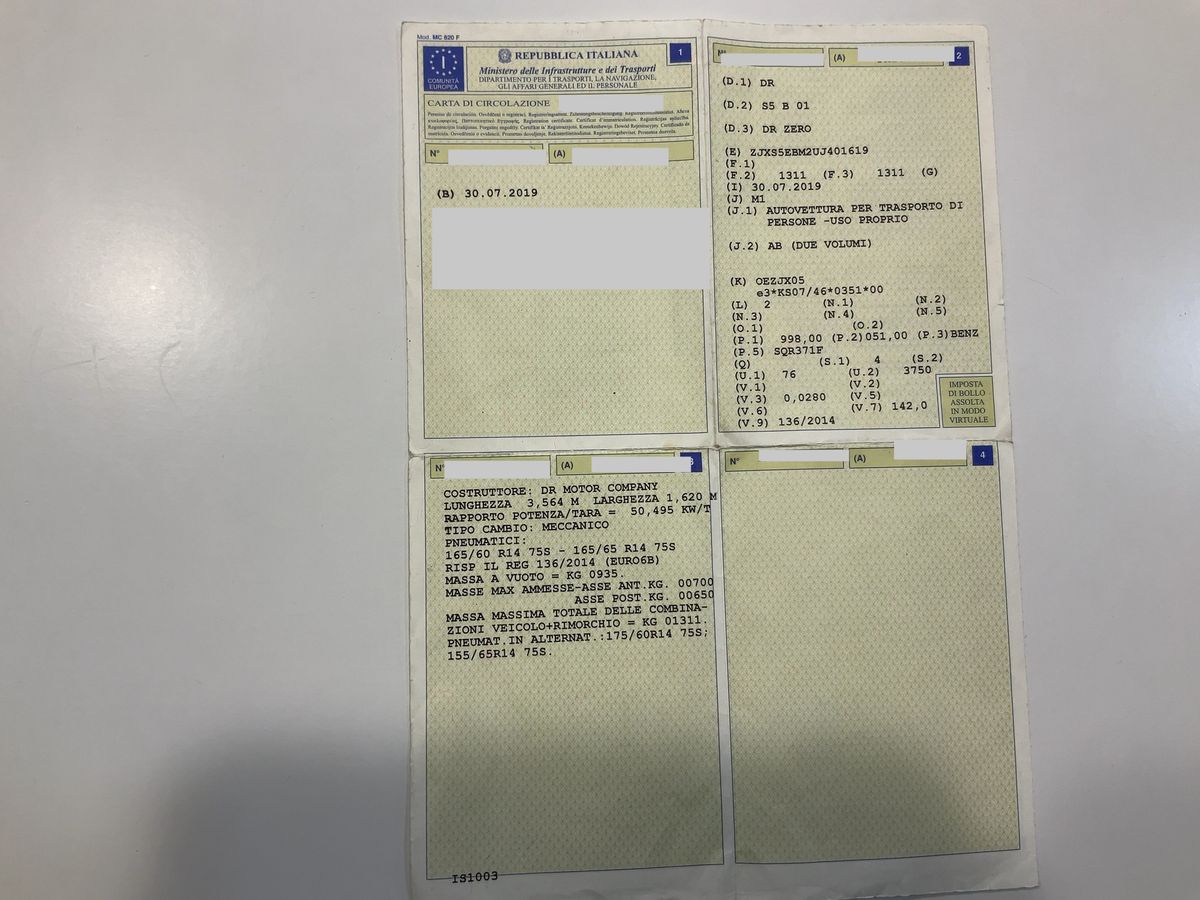 Mod. MC 820 F
I
COMUNITÀ
EUROPEA
REPUBBLICA ITALIANA
1
Ministero delle Infrastrutture e dei Trasporti
DIPARTIMENTO PER I TRASPORTI, LA NAVIGAZIONE,
GLI AFFARI GENERALI ED IL PERSONALE
CARTA DI CIRCOLAZIONE
N°
(A)
(B) 30.07.2019
N°
(A)
2
(D.1) DR
(D.2) S5 B 01
(D.3) DR ZERO
(E) ZJXS5EBM2UJ401619
(F.1)
(F.2) 1311 (F.3) 1311 (G)
(I) 30.07.2019
(J) M1
(J.1) AUTOVETTURA PER TRASPORTO DI
PERSONE -USO PROPRIO
(J.2) AB (DUE VOLUMI)
(K) OEZJX05
e3*KS07/46*0351*00
(L) 2 (N.1) (N.2)
(N.3) (N.4) (N.5)
(O.1) (O.2)
(P.1) 998,00 (P.2)051,00 (P.3)BENZ
(P.5) SQR371F
(Q) (S.1) 4 (S.2)
(U.1) 76 (U.2) 3750
(V.1) (V.2)
(V.3) 0,0280 (V.5)
(V.6) (V.7) 142,0
(V.9) 136/2014
IMPOSTA
DI BOLLO
ASSOLTA
IN MODO
VIRTUALE
N°
(A)
3
COSTRUTTORE: DR MOTOR COMPANY
LUNGHEZZA 3,564 M LARGHEZZA 1,620 M
RAPPORTO POTENZA/TARA = 50,495 KW/T
TIPO CAMBIO: MECCANICO
PNEUMATICI:
165/60 R14 75S - 165/65 R14 75S
RISP IL REG 136/2014 (EURO6B)
MASSA A VUOTO = KG 0935.
MASSE MAX AMMESSE-ASSE ANT.KG. 00700
ASSE POST.KG. 00650
MASSA MASSIMA TOTALE DELLE COMBINA-
ZIONI VEICOLO+RIMORCHIO = KG 01311.
PNEUMAT.IN ALTERNAT.:175/60R14 75S;
155/65R14 75S.
IS1003
N°
(A)
4